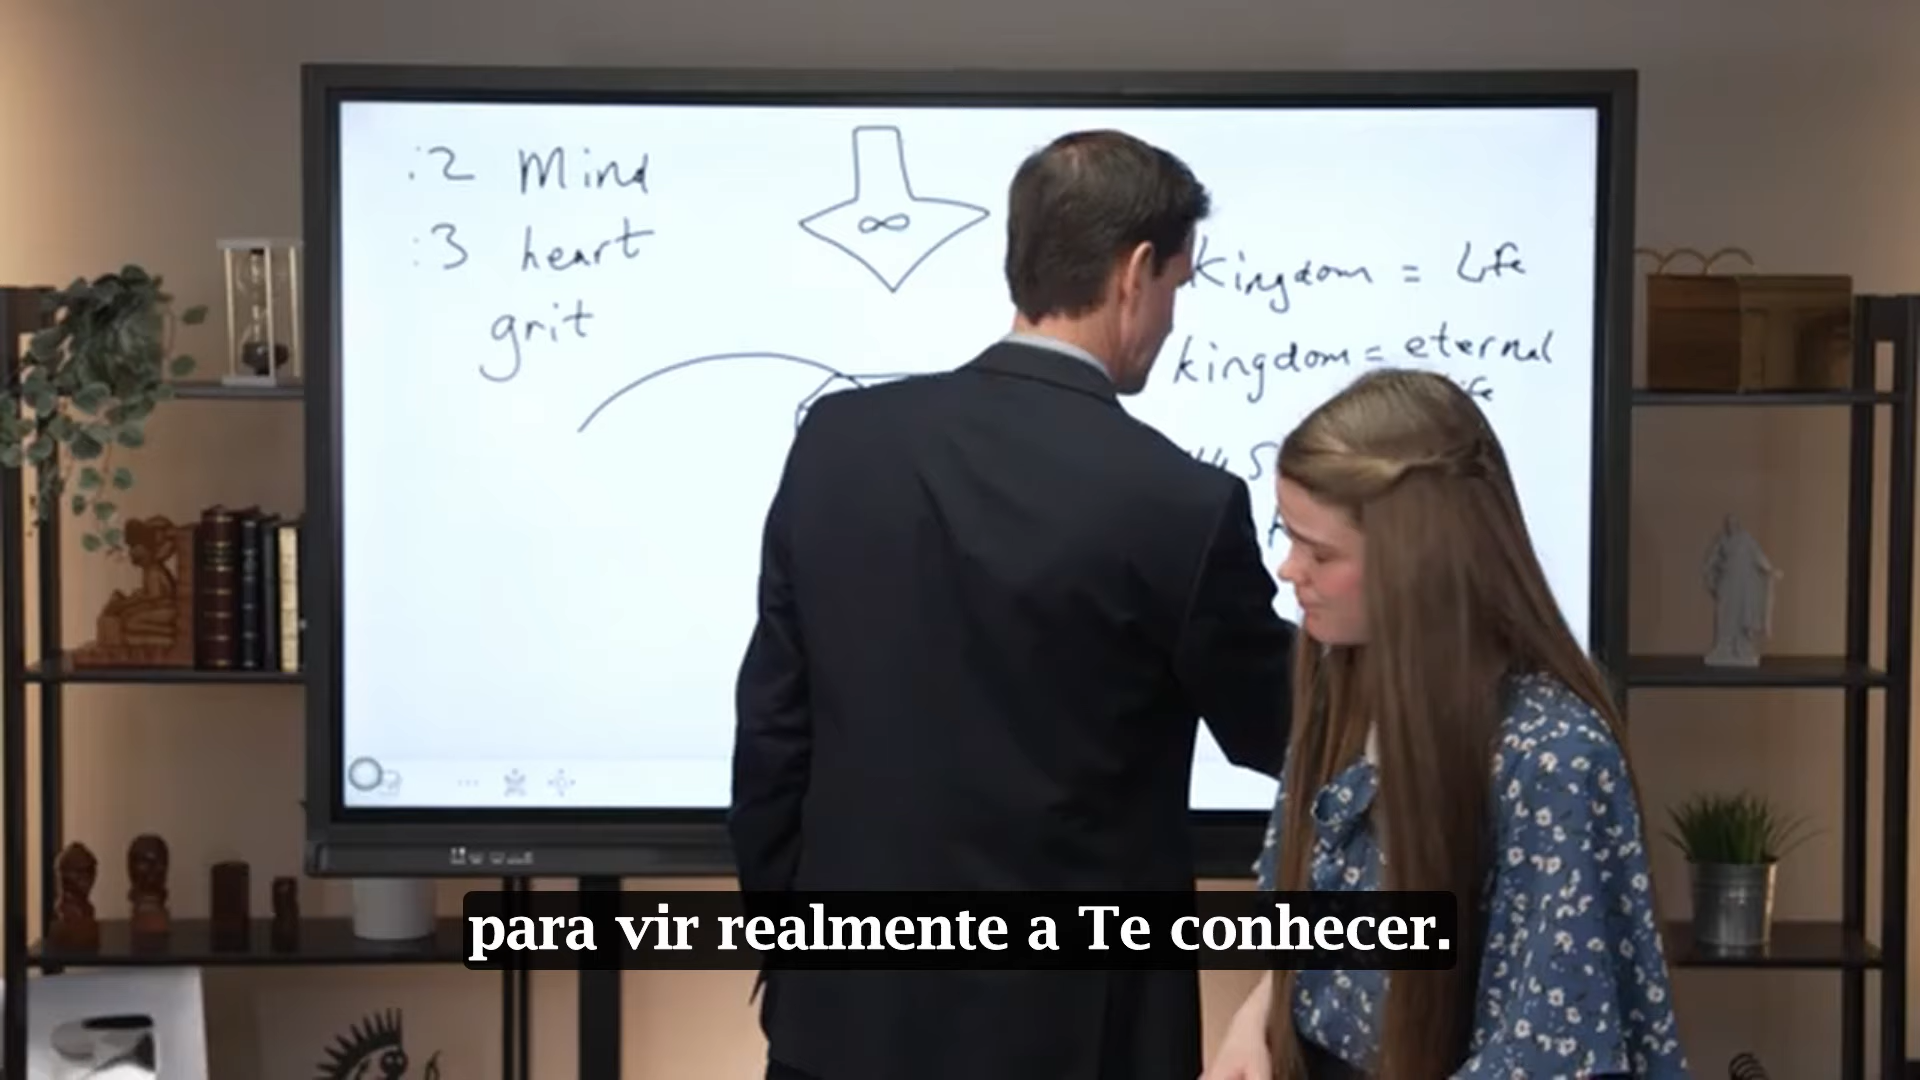 :2 Mind
:3 heart
grit
∞
kingdom = Life
kingdom = eternal
para vir realmente a Te conhecer.